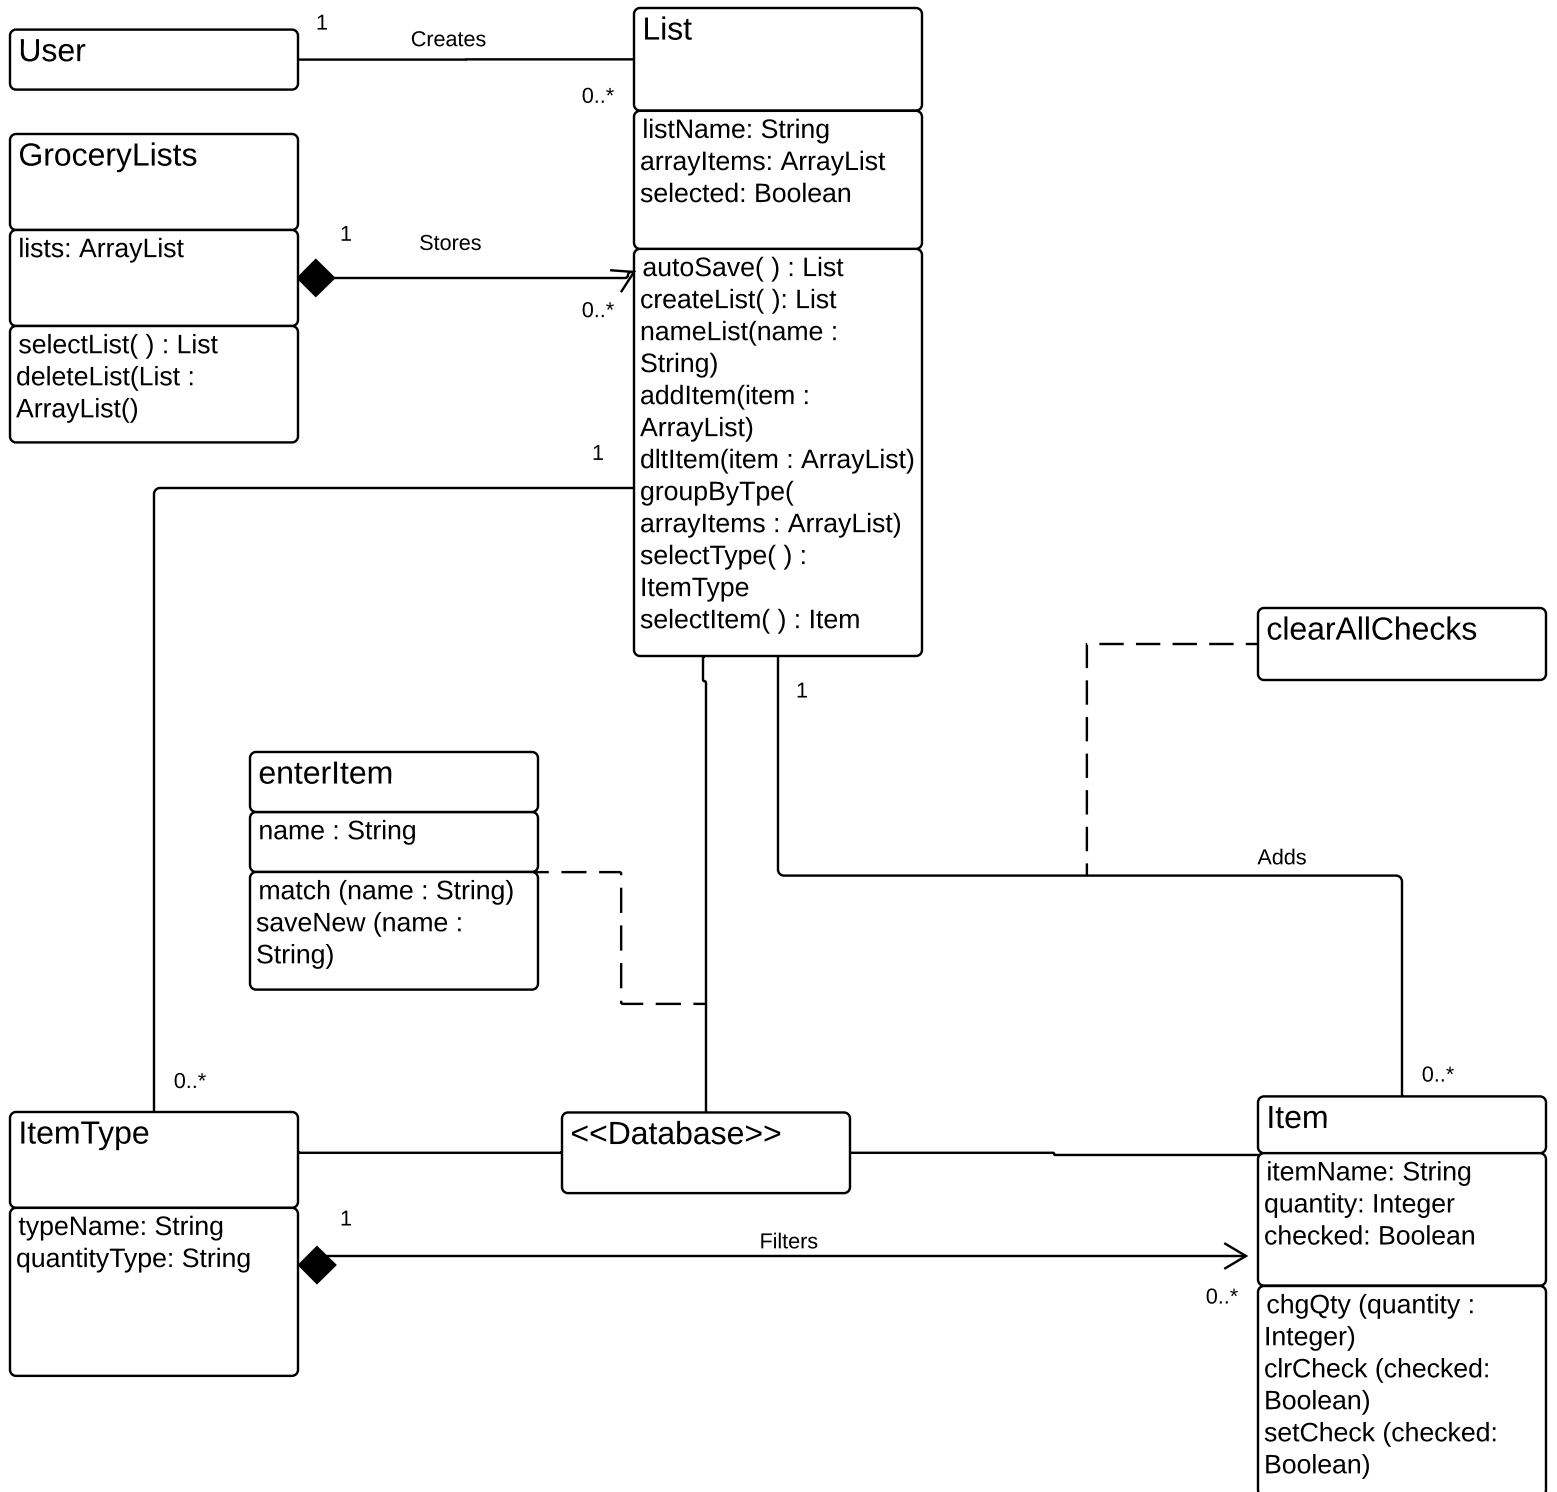 User
1
Creates
0..*
List
listName: String
arrayItems: ArrayList
selected: Boolean
autoSave( ) : List
createList( ): List
nameList(name :
String)
addItem(item :
ArrayList)
dltItem(item : ArrayList)
groupByTpe(
arrayItems : ArrayList)
selectType( ) :
ItemType
selectItem( ) : Item
GroceryLists
lists: ArrayList
selectList( ) : List
deleteList(List :
ArrayList()
1
Stores
0..*
1
0..*
1
Adds
0..*
clearAllChecks
enterItem
name : String
match (name : String)
saveNew (name :
String)
ItemType
typeName: String
quantityType: String
<<Database>>
1
Filters
0..*
Item
itemName: String
quantity: Integer
checked: Boolean
chgQty (quantity :
Integer)
clrCheck (checked:
Boolean)
setCheck (checked:
Boolean)